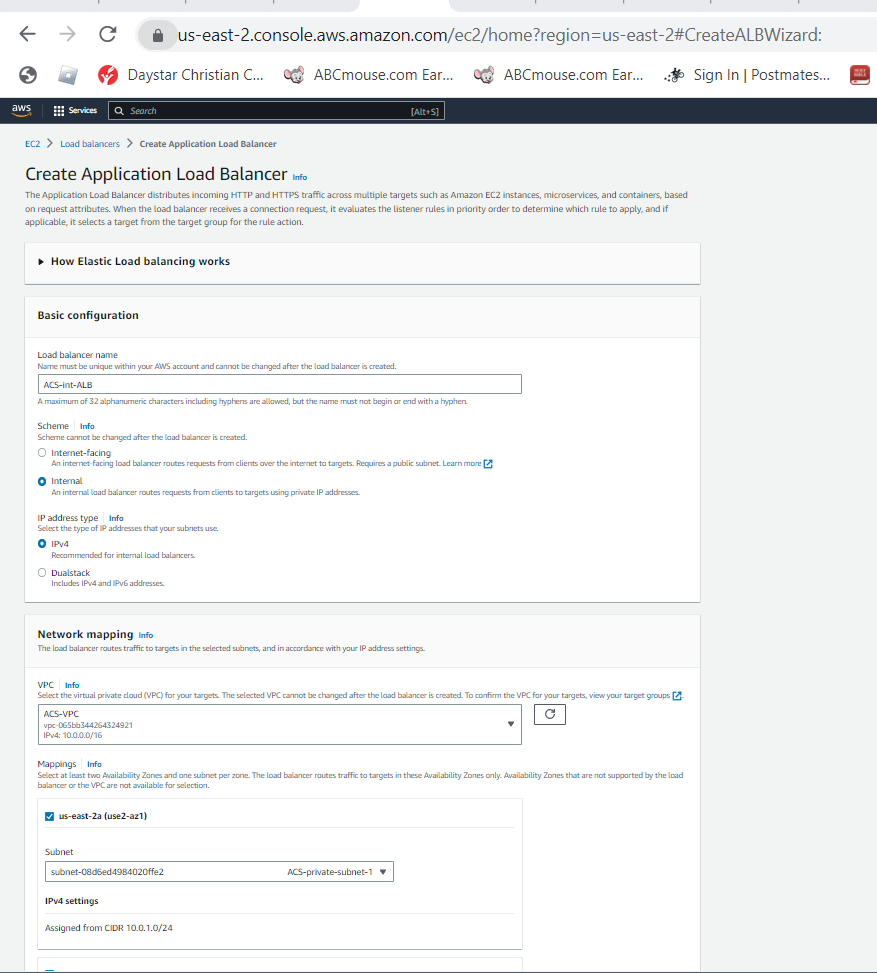 us-east-2.console.aws.amazon.com/ec2/home?region=us-east-2#CreateALBWizard:
Daystar Christian C... ABCmouse.com Ear... ABCmouse.com Ear... Sign In | Postmates...
aws Services Search [Alt+S]
EC2 > Load balancers > Create Application Load Balancer
Create Application Load Balancer Info
The Application Load Balancer distributes incoming HTTP and HTTPS traffic across multiple targets such as Amazon EC2 instances, microservices, and containers, based
on request attributes. When the load balancer receives a connection request, it evaluates the listener rules in priority order to determine which rule to apply, and if
applicable, it selects a target from the target group for the rule action.
How Elastic Load balancing works
Basic configuration
Load balancer name
Name must be unique within your AWS account and cannot be changed after the load balancer is created.
ACS-int-ALB
A maximum of 32 alphanumeric characters including hyphens are allowed, but the name must not begin or end with a hyphen.
Scheme Info
Scheme cannot be changed after the load balancer is created.
Internet-facing
An internet-facing load balancer routes requests from clients over the internet to targets. Requires a public subnet. Learn more
Internal
An internal load balancer routes requests from clients to targets using private IP addresses.
IP address type Info
Select the type of IP addresses that your subnets use.
IPv4
Recommended for internal load balancers.
Dualstack
Includes IPv4 and IPv6 addresses.
Network mapping Info
The load balancer routes traffic to targets in the selected subnets, and in accordance with your IP address settings.
VPC Info
Select the virtual private cloud (VPC) for your targets. The selected VPC cannot be changed after the load balancer is created. To confirm the VPC for your targets, view your target groups
ACS-VPC
vpc-065bb344264324921
IPv4: 10.0.0.0/16
Mappings Info
Select at least two Availability Zones and one subnet per zone. The load balancer routes traffic to targets in these Availability Zones only. Availability Zones that are not supported by the load
balancer or the VPC are not available for selection.
us-east-2a (use2-az1)
Subnet
subnet-08d6ed4984020ffe2 ACS-private-subnet-1
IPv4 settings
Assigned from CIDR 10.0.1.0/24